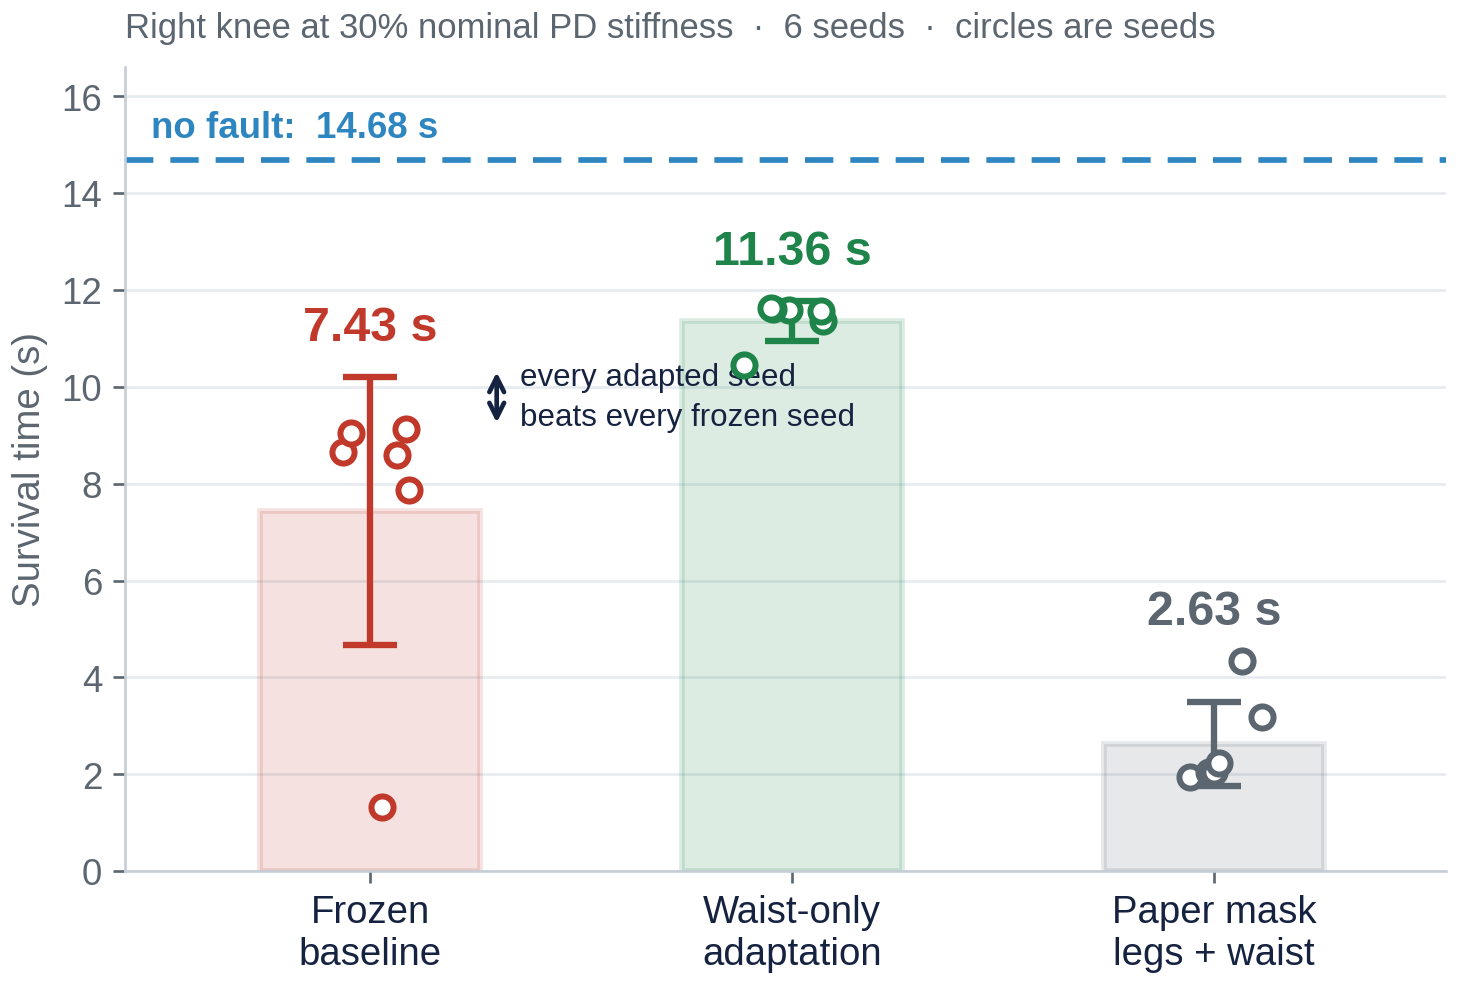 Right knee at 30% nominal PD stiffness · 6 seeds · circles are seeds
16
no fault: 14.68 s
14
11.36 s
12
7.43 s
every adapted seed
10
beats every frozen seed
8
Survival time (s)
6
2.63 s
4
2
0
Frozen
baseline
Waist-only
adaptation
Paper mask
legs + waist